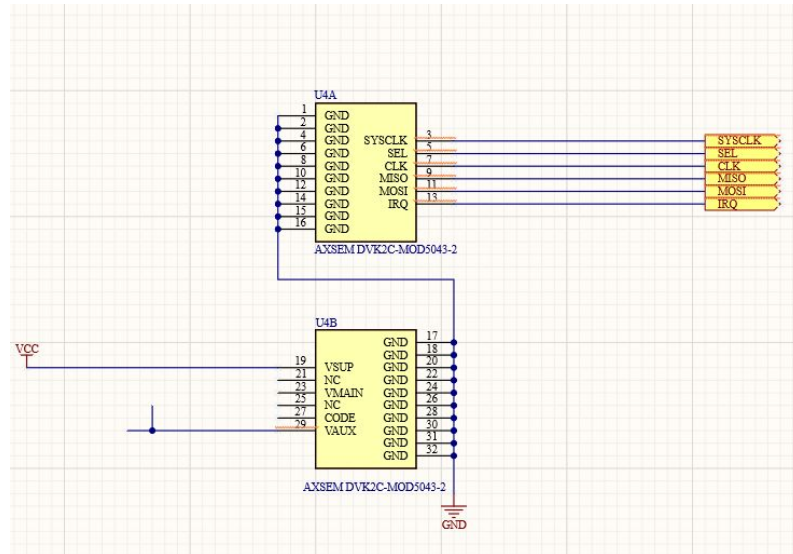 U4A
1 GND
2 GND
4 GND SYSCLK 3 SYSCLK
6 GND SEL 5 SEL
8 GND CLK 7 CLK
10 GND MISO 9 MISO
12 GND MOSI 11 MOSI
14 GND IRQ 13 IRQ
15 GND
16 GND
AXSEM DVK2C-MOD5043-2
U4B
GND 17
GND 18
VCC
19 VSUP GND 20
21 NC GND 22
23 VMAIN GND 24
25 NC GND 26
27 CODE GND 28
29 VAUX GND 30
GND 31
GND 32
AXSEM DVK2C-MOD5043-2
GND